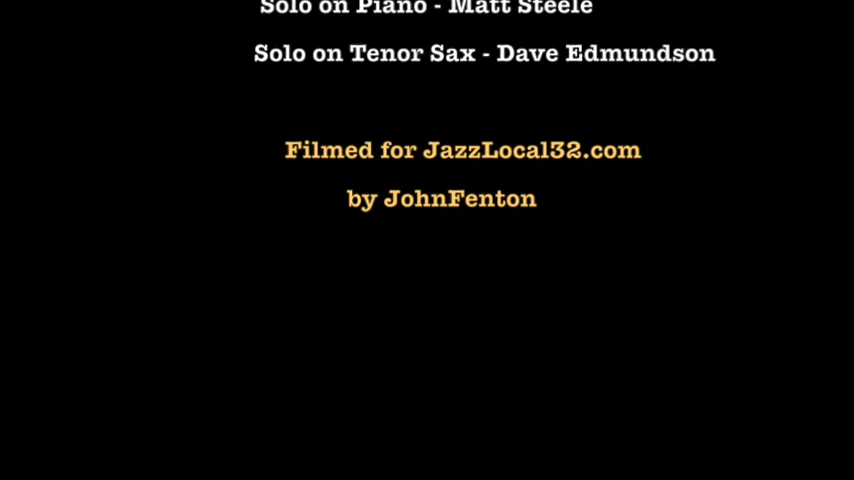 Solo on Piano - Matt Steele
Solo on Tenor Sax - Dave Edmundson
Filmed for JazzLocal32.com
by JohnFenton